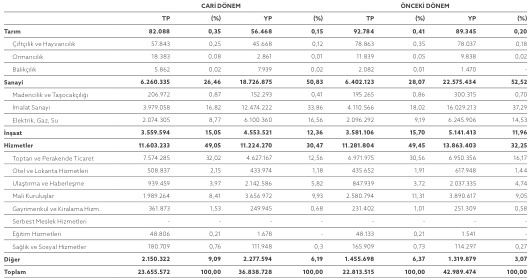 CARİ DÖNEM ÖNCEKİ DÖNEM
TP (%) YP (%) TP (%) YP (%)
Tarım 82.088 0,35 56.468 0,15 92.784 0,41 89.345 0,20
Çiftçilik ve Hayvancılık 57.843 0,25 45.668 0,12 78.863 0,35 78.037 0,18
Ormancılık 18.383 0,08 2.861 0,01 11.839 0,05 9.838 0,02
Balıkçılık 5.862 0,02 7.939 0,02 2.082 0,01 1.470 -
Sanayi 6.260.335 26,46 18.726.875 50,83 6.402.123 28,07 22.575.434 52,52
Madencilik ve Taşocakçılığı 206.972 0,87 152.293 0,41 195.265 0,86 300.315 0,70
İmalat Sanayi 3.979.058 16,82 12.474.222 33,86 4.110.566 18,02 16.029.213 37,29
Elektrik, Gaz, Su 2.074.305 8,77 6.100.360 16,56 2.096.292 9,19 6.245.906 14,53
İnşaat 3.559.594 15,05 4.553.521 12,36 3.581.106 15,70 5.141.413 11,96
Hizmetler 11.603.233 49,05 11.224.270 30,47 11.281.804 49,45 13.863.403 32,25
Toptan ve Perakende Ticaret 7.574.285 32,02 4.627.167 12,56 6.971.975 30,56 6.950.356 16,17
Otel ve Lokanta Hizmetleri 508.837 2,15 433.974 1,18 435.652 1,91 617.948 1,44
Ulaştırma ve Haberleşme 939.459 3,97 2.142.586 5,82 847.939 3,72 2.037.335 4,74
Mali Kuruluşlar 1.989.264 8,41 3.656.972 9,93 2.580.794 11,31 3.890.617 9,05
Gayrimenkul ve Kiralama Hizm. 361.873 1,53 249.945 0,68 231.402 1,01 251.309 0,58
Serbest Meslek Hizmetleri - - - - - - - -
Eğitim Hizmetleri 48.806 0,21 1.678 - 48.133 0,21 1.541 -
Sağlık ve Sosyal Hizmetler 180.709 0,76 111.948 0,3 165.909 0,73 114.297 0,27
Diğer 2.150.322 9,09 2.277.594 6,19 1.455.698 6,37 1.319.879 3,07
Toplam 23.655.572 100,00 36.838.728 100,00 22.813.515 100,00 42.989.474 100,00